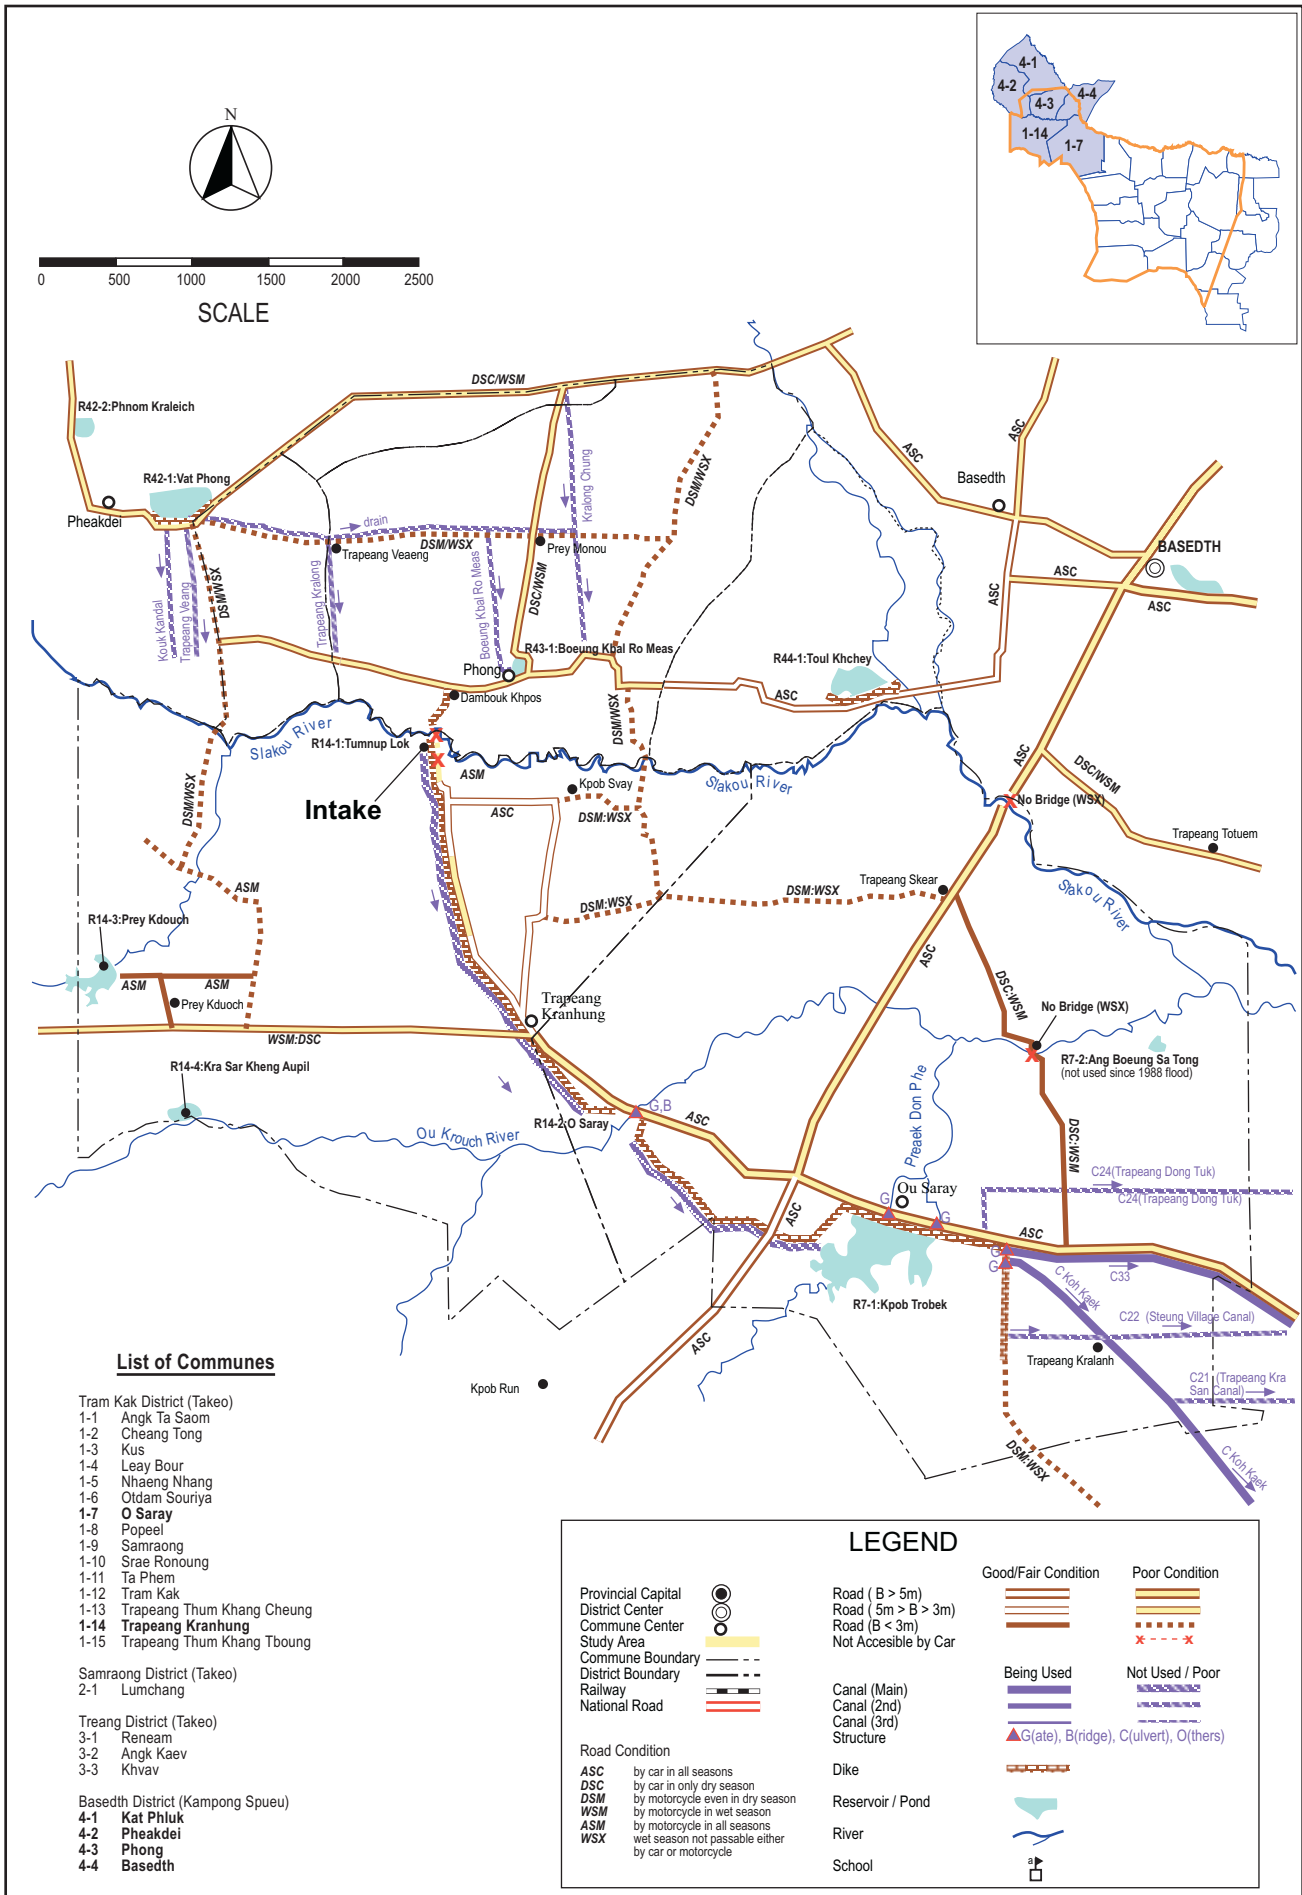 4-1
4-2
4-3
4-4
1-14
1-7
N
0 500 1000 1500 2000 2500
SCALE
DSC/WSM
R42-2:Phnom Kraleich
R42-1:Vat Phong
Pheakdei
drain
DSM/WSX
Trapeang Veaeng
Prey Monou
Kralong Chung
DSM/WSX
ASC
ASC
Basedth
BASEDTH
ASC
ASC
ASC
Kouk Kandal
Trapeang Veang
DSM/WSX
Trapeang Kralong
Boeung Kbal Ro Meas
DSC/WSM
R43-1:Boeung Kbal Ro Meas
Phong
Dambouk Khpos
R44-1:Toul Khchey
ASC
DSM/WSX
Slakou River
R14-1:Tumnup Lok
ASM
Slakou River
Intake
ASC
Kpob Svay
DSM:WSX
ASC
DSC/WSM
No Bridge (WSX)
Trapeang Totuem
DSM/WSX
ASM
Trapeang Skear
DSM:WSX
DSM:WSX
Slakou River
R14-3:Prey Kdouch
ASM
ASM
Prey Kduoch
ASC
DSC:WSM
Trapeang
Kranhung
WSM:DSC
No Bridge (WSX)
R7-2:Ang Boeung Sa Tong
(not used since 1988 flood)
R14-4:Kra Sar Kheng Aupil
Ou Krouch River
R14-2:O Saray
G,B
ASC
Preaek Don Phe
DSC:WSM
C24(Trapeang Dong Tuk)
C24(Trapeang Dong Tuk)
Ou Saray
G
G
ASC
ASC
G
G
C33
C Koh Kaek
R7-1:Kpob Trobek
C22 (Steung Village Canal)
ASC
Trapeang Kralanh
C21 (Trapeang Kra
San Canal)
Kpob Run
DSM:WSX
C Koh Kaek
List of Communes
Tram Kak District (Takeo)
1-1 Angk Ta Saom
1-2 Cheang Tong
1-3 Kus
1-4 Leay Bour
1-5 Nhaeng Nhang
1-6 Otdam Souriya
1-7 O Saray
1-8 Popeel
1-9 Samraong
1-10 Srae Ronoung
1-11 Ta Phem
1-12 Tram Kak
1-13 Trapeang Thum Khang Cheung
1-14 Trapeang Kranhung
1-15 Trapeang Thum Khang Tboung
Samraong District (Takeo)
2-1 Lumchang
Treang District (Takeo)
3-1 Reneam
3-2 Angk Kaev
3-3 Khvav
Basedth District (Kampong Spueu)
4-1 Kat Phluk
4-2 Pheakdei
4-3 Phong
4-4 Basedth
LEGEND
Provincial Capital
District Center
Commune Center
Study Area
Commune Boundary
District Boundary
Railway
National Road
Road Condition
ASC by car in all seasons
DSC by car in only dry season
DSM by motorcycle even in dry season
WSM by motorcycle in wet season
ASM by motorcycle in all seasons
WSX wet season not passable either
by car or motorcycle
Good/Fair Condition Poor Condition
Road ( B > 5m)
Road ( 5m > B > 3m)
Road (B < 3m)
Not Accesible by Car
x x
Being Used Not Used / Poor
Canal (Main)
Canal (2nd)
Canal (3rd)
Structure G(ate), B(ridge), C(ulvert), O(thers)
Dike
Reservoir / Pond
River
School
a